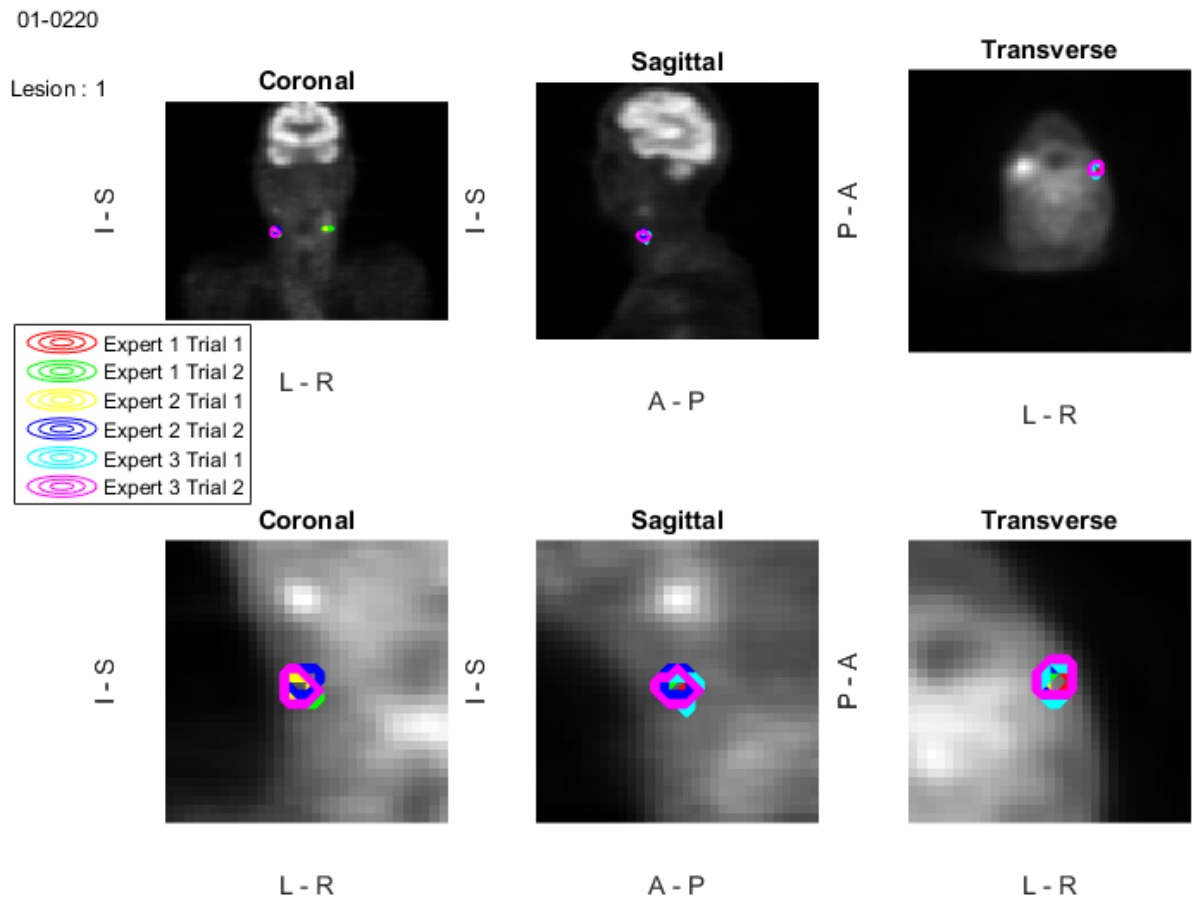 01-0220
Lesion : 1
Coronal
Sagittal
Transverse
I - S
I - S
P - A
L - R
A - P
L - R
Expert 1 Trial 1
Expert 1 Trial 2
Expert 2 Trial 1
Expert 2 Trial 2
Expert 3 Trial 1
Expert 3 Trial 2
Coronal
Sagittal
Transverse
I - S
I - S
P - A
L - R
A - P
L - R